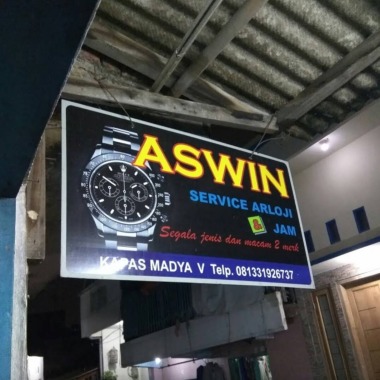 ASWIN
SERVICE ARLOJI
& JAM
Segala jenis dan macam 2 merk
KAPAS MADYA V Telp. 081331926737